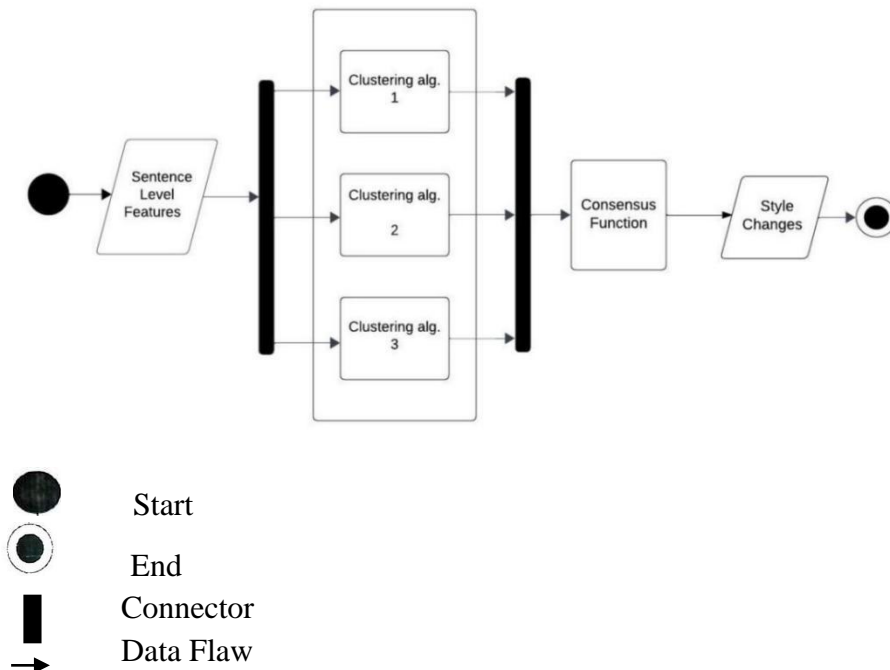 Sentence
Level
Features
Clustering alg.
1
Clustering alg.
2
Clustering alg.
3
Consensus
Function
Style
Changes
Start
End
Connector
Data Flaw